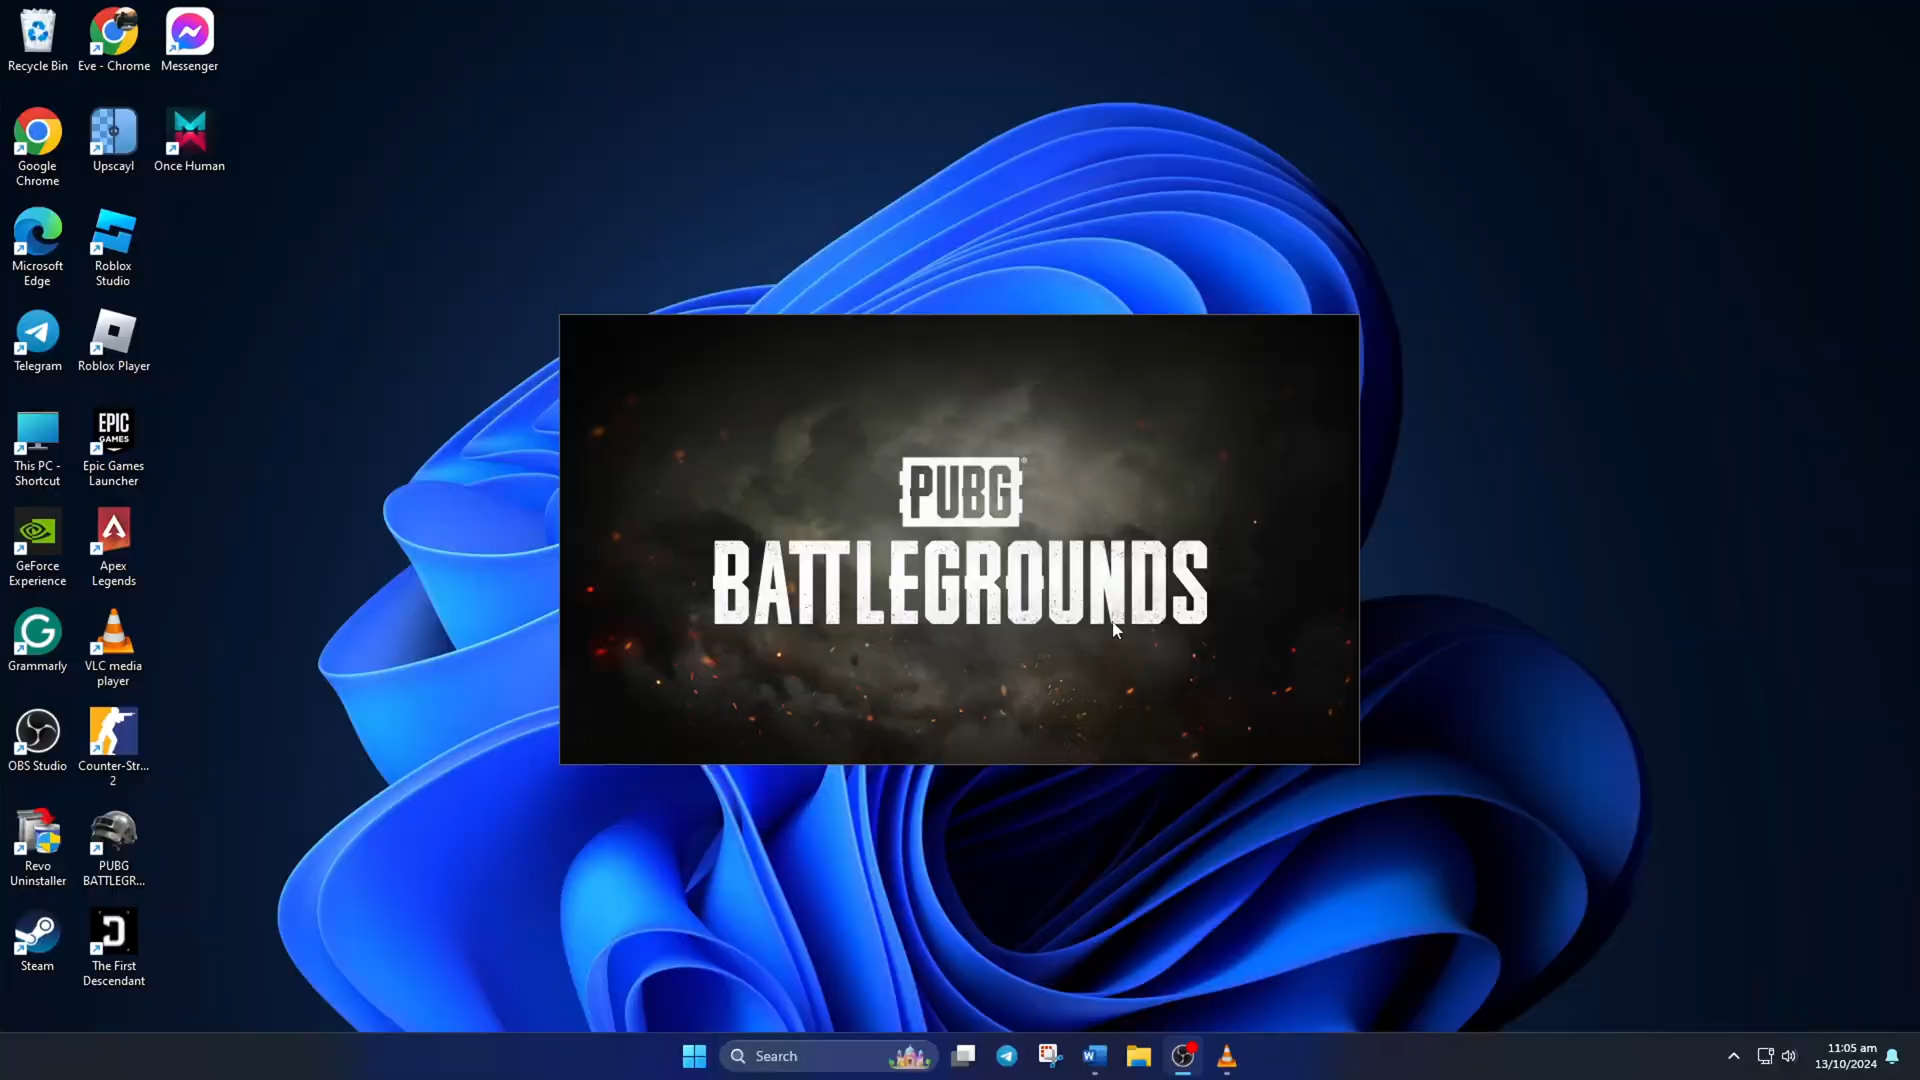 Recycle Bin
Eve - Chrome
Messenger
Google
Chrome
Upscayl
Once Human
Microsoft
Edge
Roblox
Studio
Telegram
Roblox Player
This PC -
Shortcut
EPIC
GAMES
Epic Games
Launcher
GeForce
Experience
Apex
Legends
Grammarly
VLC media
player
OBS Studio
Counter-Str...
2
Revo
Uninstaller
PUBG
BATTLEGR...
Steam
The First
Descendant
PUBG®
BATTLEGROUNDS
Search
11:05 am
13/10/2024